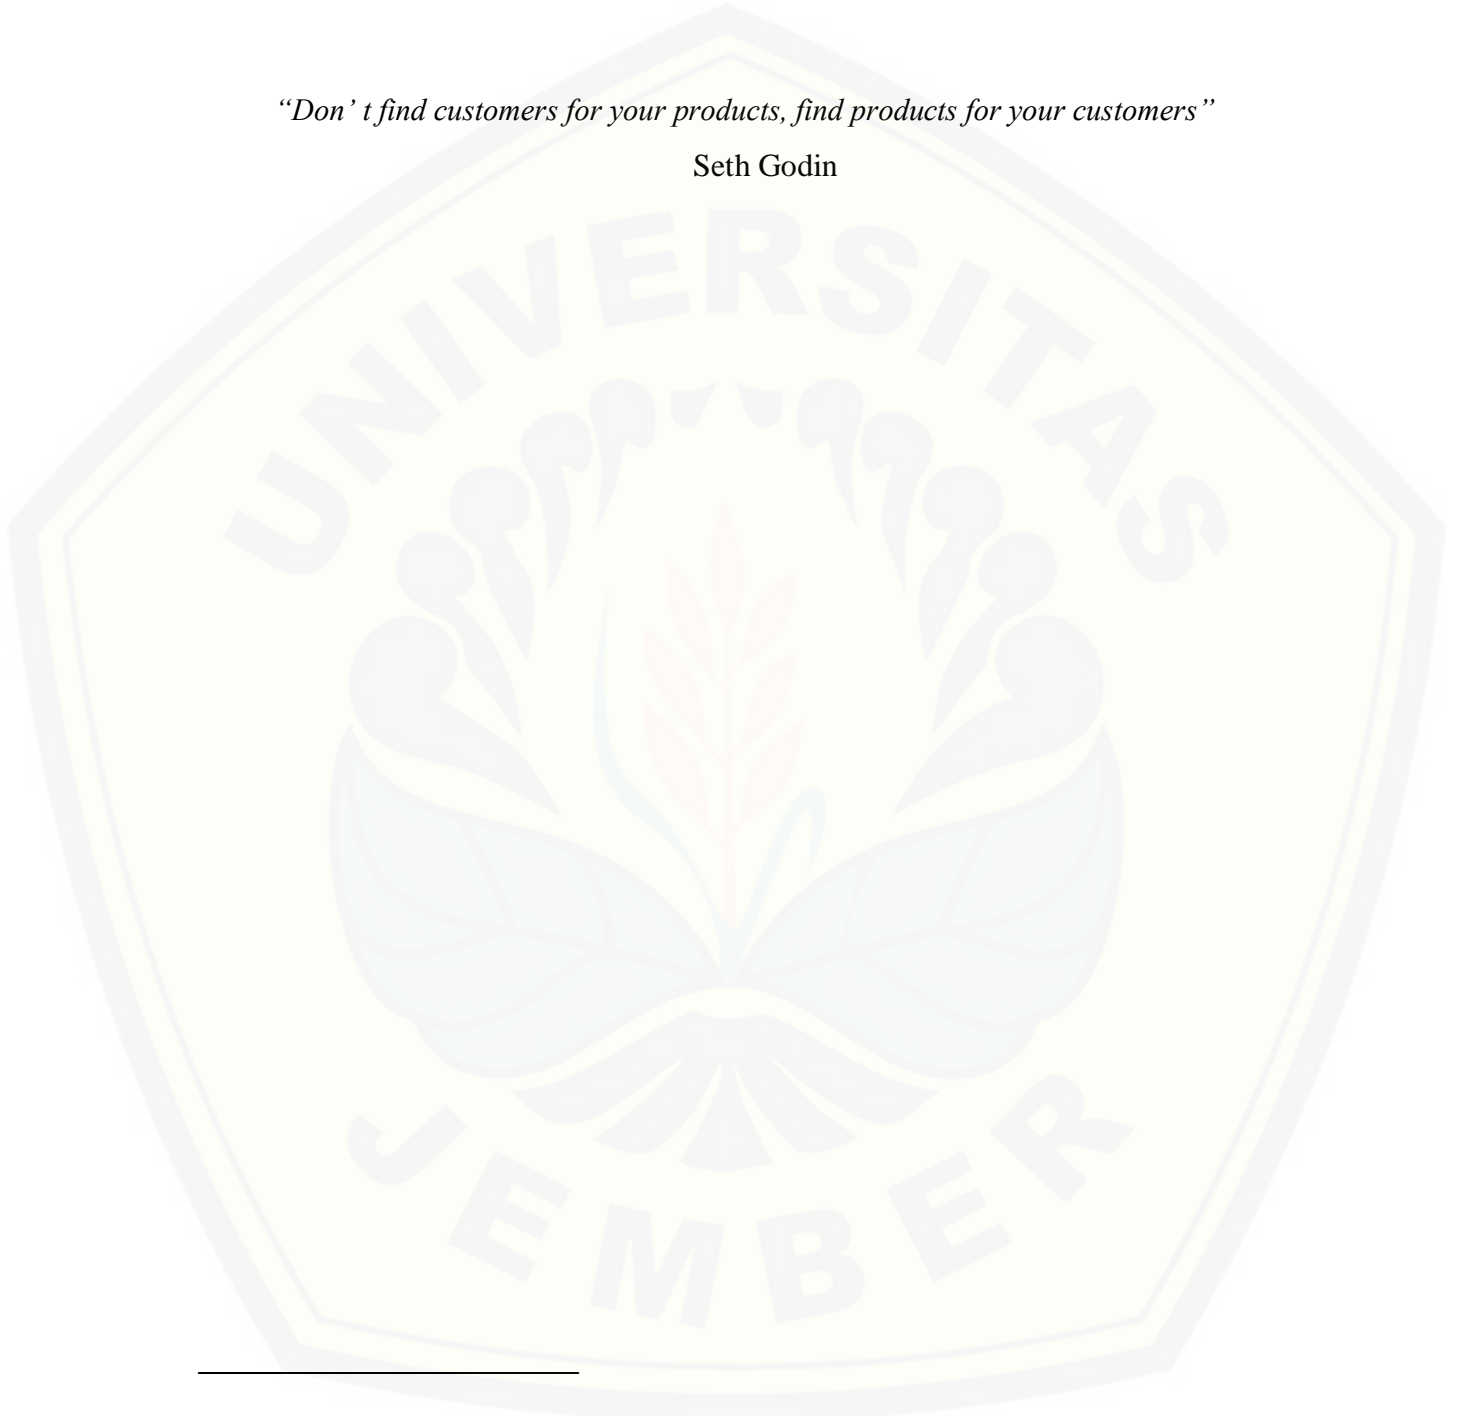 “Don’ t find customers for your products, find products for your customers”
Seth Godin
UNIVERSITAS
JEMBER